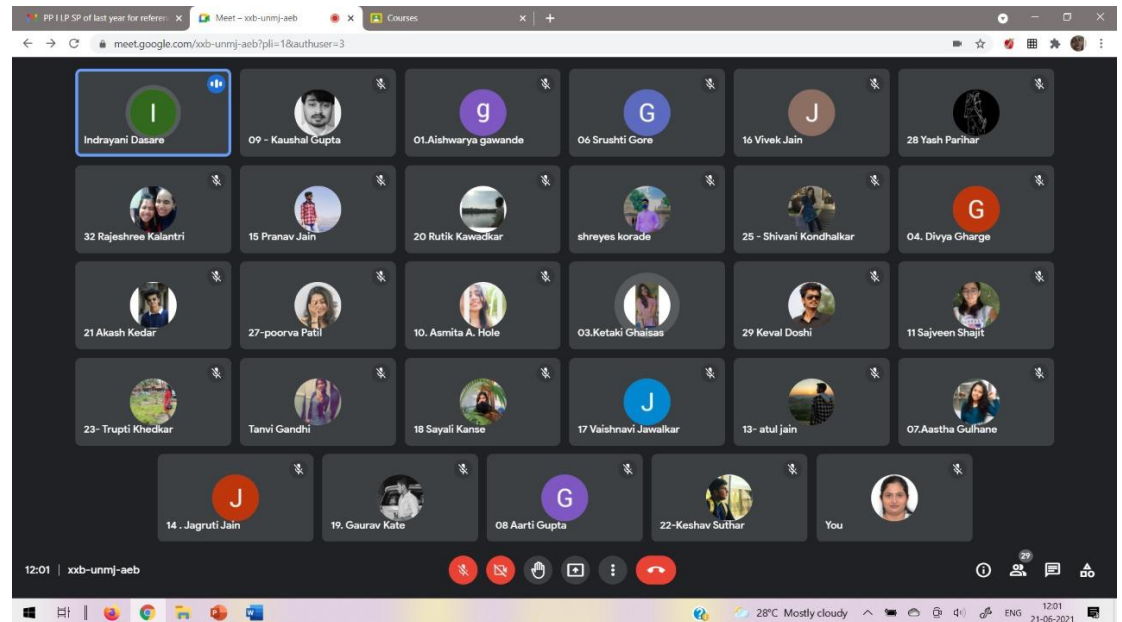 PP I LP SP of last year for referen
Meet – xxb-unmj-aeb
Courses
meet.google.com/xxb-unmj-aeb?pli=1&authuser=3
I
g
G
J
Indrayani Dasare
09 - Kaushal Gupta
01.Aishwarya gawande
06 Srushti Gore
16 Vivek Jain
28 Yash Parihar
G
32 Rajeshree Kalantri
15 Pranav Jain
20 Rutik Kawadkar
shreyes korade
25 - Shivani Kondhalkar
04. Divya Gharge
21 Akash Kedar
27-poorva Patil
10. Asmita A. Hole
03.Ketaki Ghaisas
29 Keval Doshi
11 Sajveen Shajit
J
23- Trupti Khedkar
Tanvi Gandhi
18 Sayali Kanse
17 Vaishnavi Jawalkar
13- atul jain
07.Aastha Gulhane
J
G
14 . Jagruti Jain
19. Gaurav Kate
08 Aarti Gupta
22-Keshav Suthar
You
12:01 | xxb-unmj-aeb
29
28°C Mostly cloudy
ENG
12:01
21-06-2021